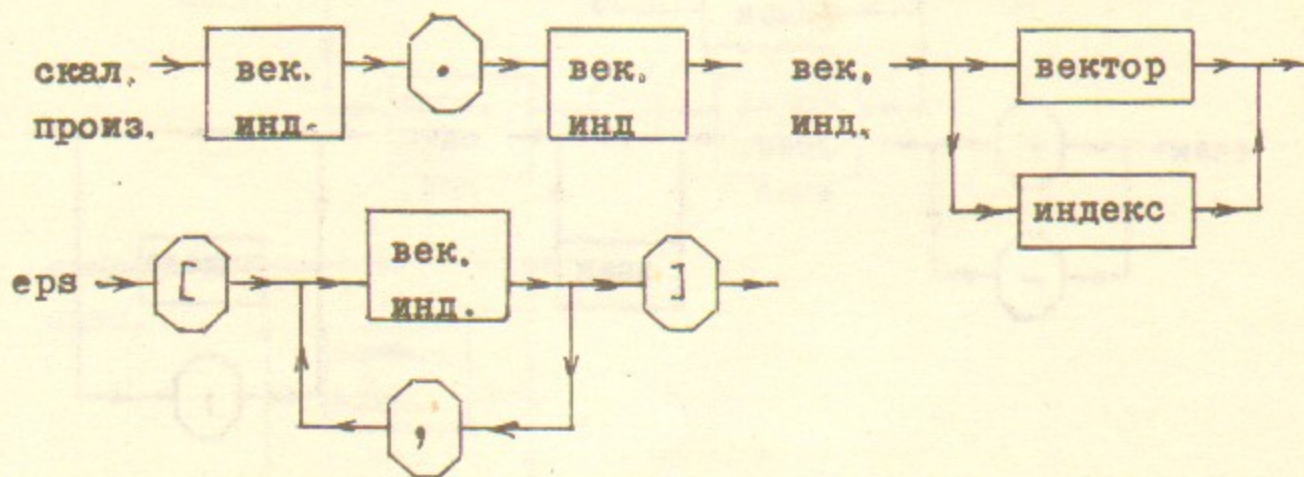 скал. век. . век. век. вектор
произ. инд. инд инд.
индекс
eps [ век. ]
инд.
,